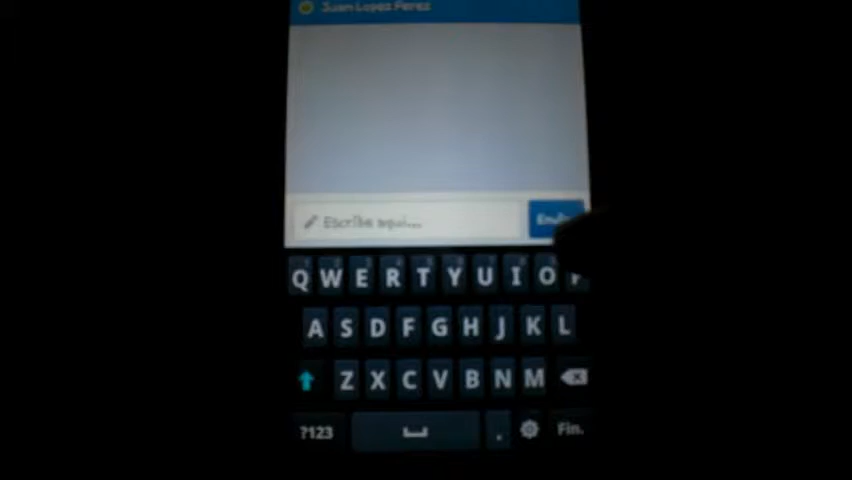 Juan Lopez Perez
Escribe aquí...
Q W E R T Y U I O P
A S D F G H J K L
Z X C V B N M
?123 . Fin.